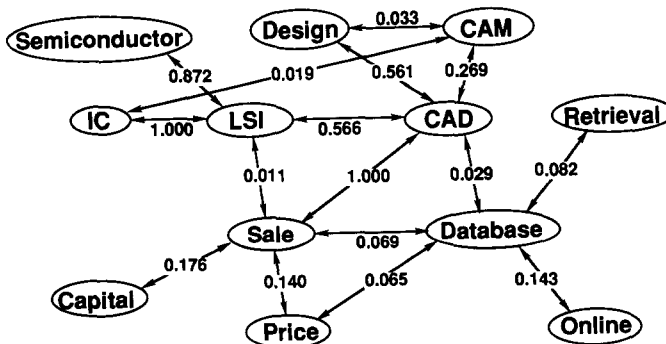 Design
0.033
CAM
Semiconductor
0.019
0.561
0.269
0.872
IC
1.000
LSI
0.566
CAD
Retrieval
0.011
1.000
0.029
0.082
Sale
0.069
Database
0.176
0.140
0.065
0.143
Capital
Price
Online